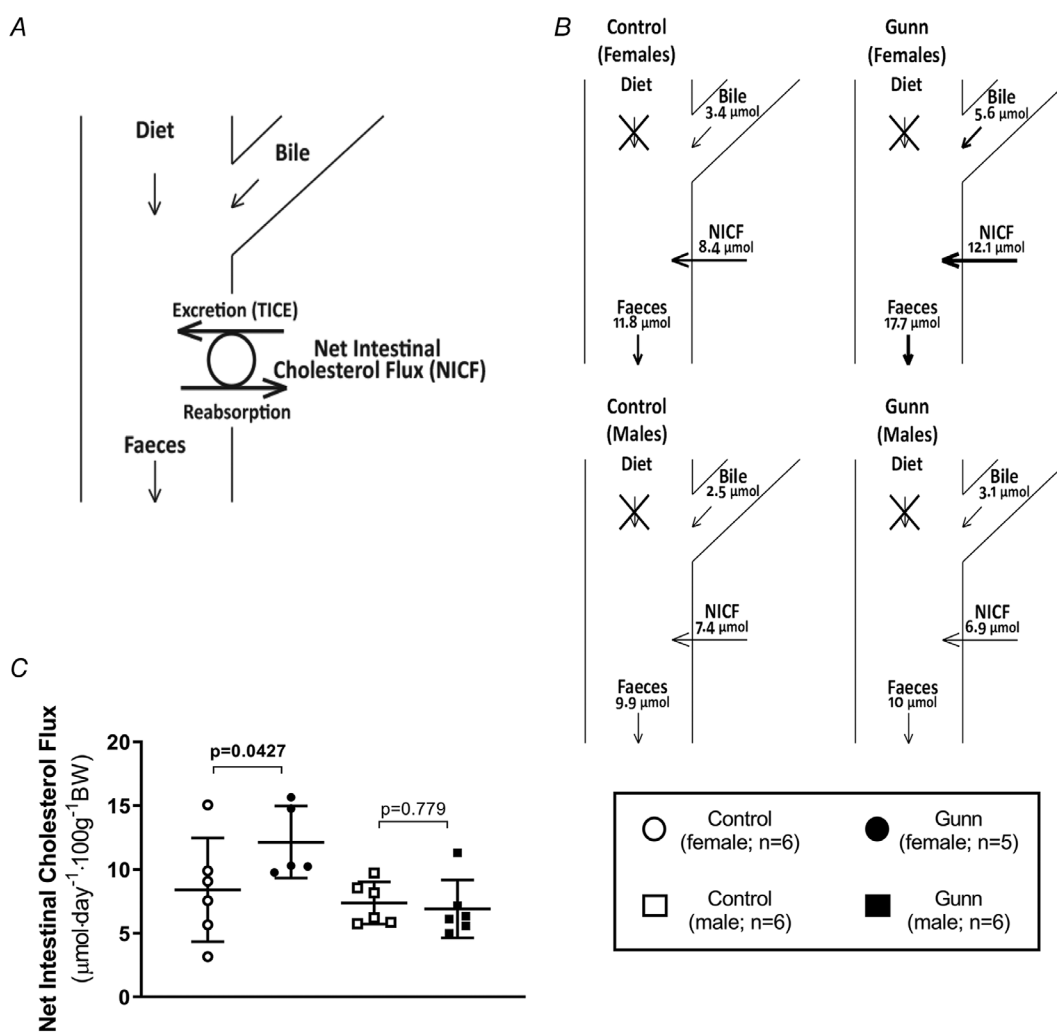 A
Diet
Bile
Excretion (TICE)
Net Intestinal
Cholesterol Flux (NICF)
Reabsorption
Faeces
B
Control
(Females)
Diet
Bile
3.4 µmol
NICF
8.4 µmol
Faeces
11.8 µmol
Gunn
(Females)
Diet
Bile
5.6 µmol
NICF
12.1 µmol
Faeces
17.7 µmol
Control
(Males)
Diet
Bile
2.5 µmol
NICF
7.4 µmol
Faeces
9.9 µmol
Gunn
(Males)
Diet
Bile
3.1 µmol
NICF
6.9 µmol
Faeces
10 µmol
C
Net Intestinal Cholesterol Flux
(µmol·day⁻¹·100g⁻¹BW)
20
15
10
5
0
p=0.0427
p=0.779
Control
(female; n=6)
Gunn
(female; n=5)
Control
(male; n=6)
Gunn
(male; n=6)